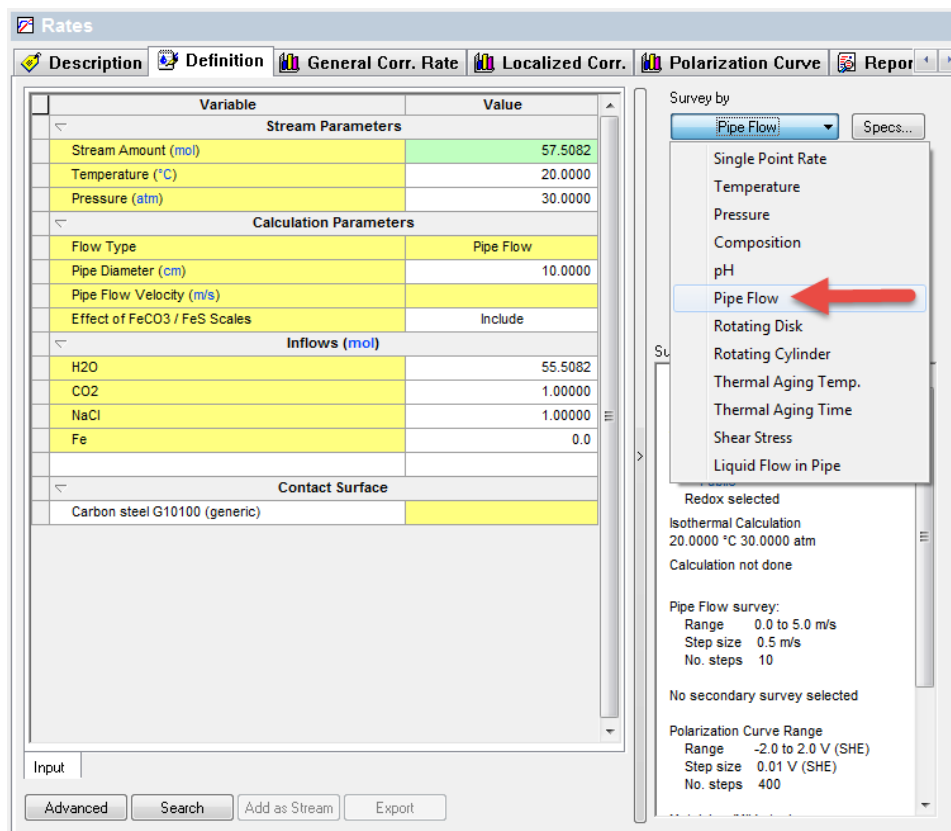 Rates
Description Definition General Corr. Rate Localized Corr. Polarization Curve Repor
Variable Value
Stream Parameters
Stream Amount (mol) 57.5082
Temperature (°C) 20.0000
Pressure (atm) 30.0000
Calculation Parameters
Flow Type Pipe Flow
Pipe Diameter (cm) 10.0000
Pipe Flow Velocity (m/s)
Effect of FeCO3 / FeS Scales Include
Inflows (mol)
H2O 55.5082
CO2 1.00000
NaCl 1.00000
Fe 0.0
Contact Surface
Carbon steel G10100 (generic)
Input
Advanced Search Add as Stream Export
Survey by
Pipe Flow Specs...
Single Point Rate
Temperature
Pressure
Composition
pH
Pipe Flow
Rotating Disk
Rotating Cylinder
Thermal Aging Temp.
Thermal Aging Time
Shear Stress
Liquid Flow in Pipe
Su
Redox selected
Isothermal Calculation
20.0000 °C 30.0000 atm
Calculation not done
Pipe Flow survey:
Range 0.0 to 5.0 m/s
Step size 0.5 m/s
No. steps 10
No secondary survey selected
Polarization Curve Range
Range -2.0 to 2.0 V (SHE)
Step size 0.01 V (SHE)
No. steps 400